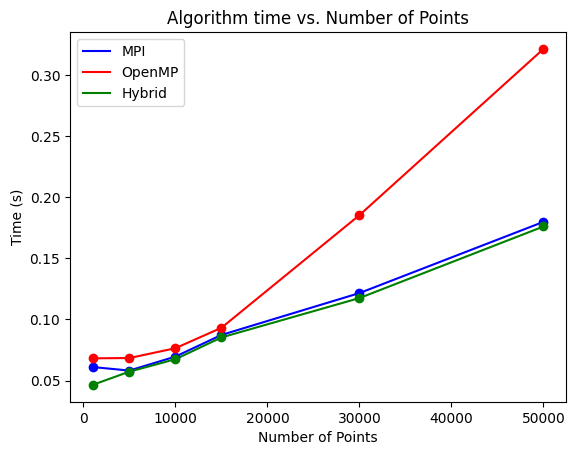 Algorithm time vs. Number of Points
MPI
OpenMP
Hybrid
Time (s)
0.30
0.25
0.20
0.15
0.10
0.05
0
10000
20000
30000
40000
50000
Number of Points